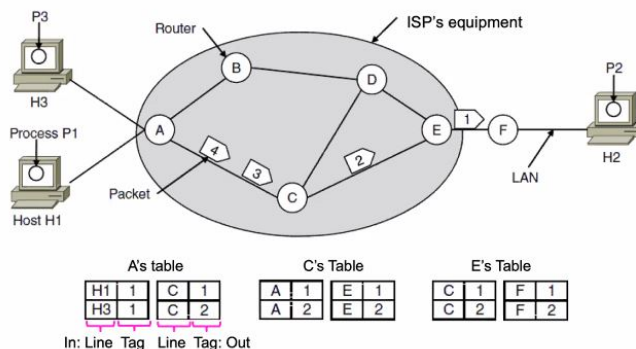 P3
Router
ISP's equipment
B
D
P2
H3
1
Process P1
A
E
F
4
2
H2
3
LAN
Packet
C
Host H1
A's table
C's Table
E's Table
H1 1 C 1
H3 1 C 2
A 1 E 1
A 2 E 2
C 1 F 1
C 2 F 2
In: Line Tag Line Tag: Out